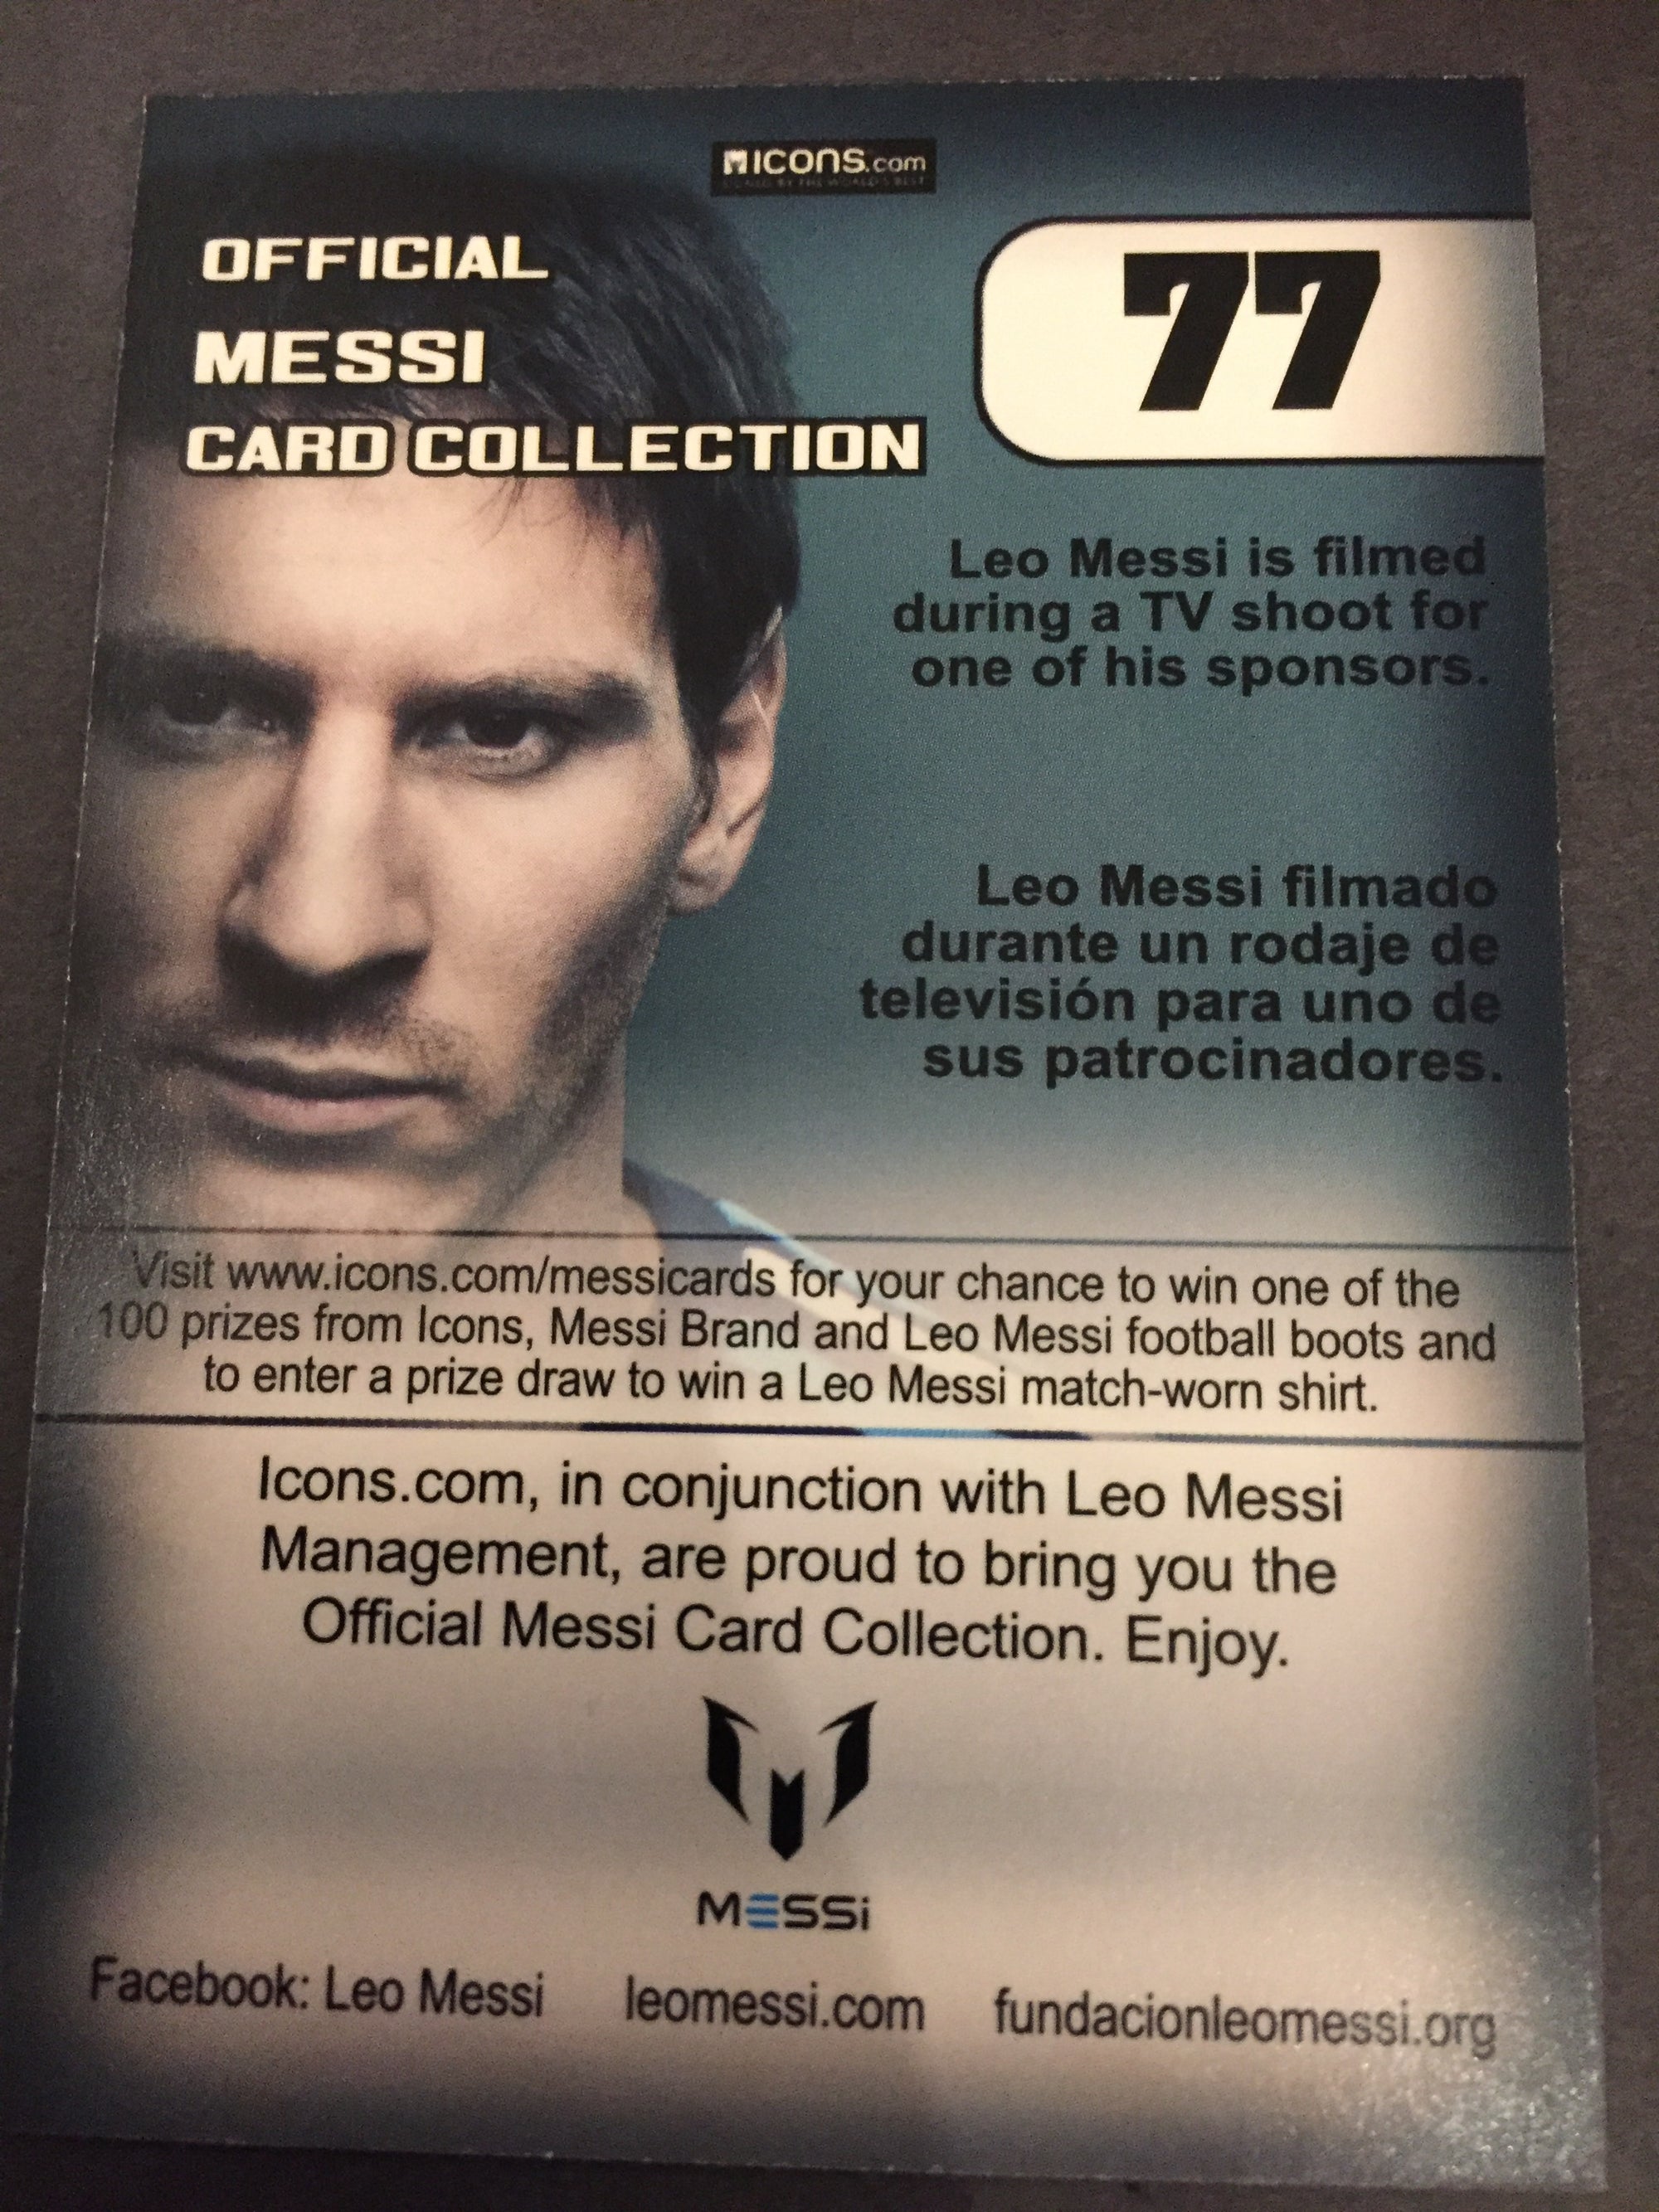 ICONS.com
SIGNED BY THE WORLD'S BEST
OFFICIAL
MESSI
CARD COLLECTION
77
Leo Messi is filmed
during a TV shoot for
one of his sponsors.
Leo Messi filmado
durante un rodaje de
televisión para uno de
sus patrocinadores.
Visit www.icons.com/messicards for your chance to win one of the
100 prizes from Icons, Messi Brand and Leo Messi football boots and
to enter a prize draw to win a Leo Messi match-worn shirt.
Icons.com, in conjunction with Leo Messi
Management, are proud to bring you the
Official Messi Card Collection. Enjoy.
MESSi
Facebook: Leo Messi leomessi.com fundacionleomessi.org